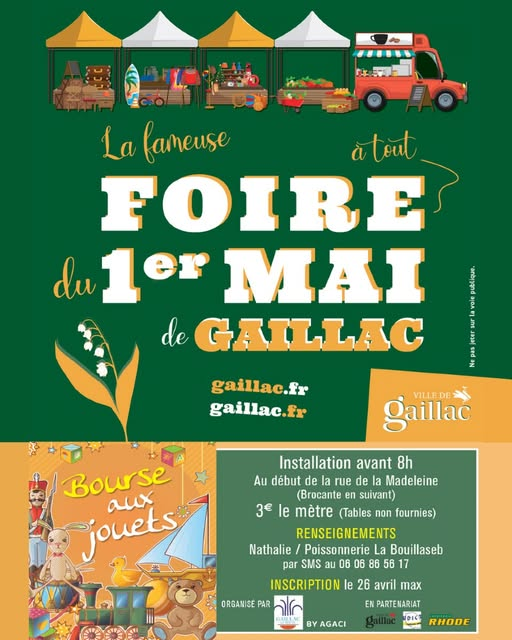 La fameuse
à tout
FOIRE
du 1er MAI
de GAILLAC
gaillac.fr
gaillac.fr
Ne pas jeter sur la voie publique.
VILLE DE
gaillac
Bourse
aux
jouets
Installation avant 8h
Au début de la rue de la Madeleine
(Brocante en suivant)
3€ le mètre (Tables non fournies)
RENSEIGNEMENTS
Nathalie / Poissonnerie La Bouillaseb
par SMS au 06 06 86 56 17
INSCRIPTION le 26 avril max
ORGANISÉ PAR
GAILLAC
BY AGACI
EN PARTENARIAT
gaillac
RHODE